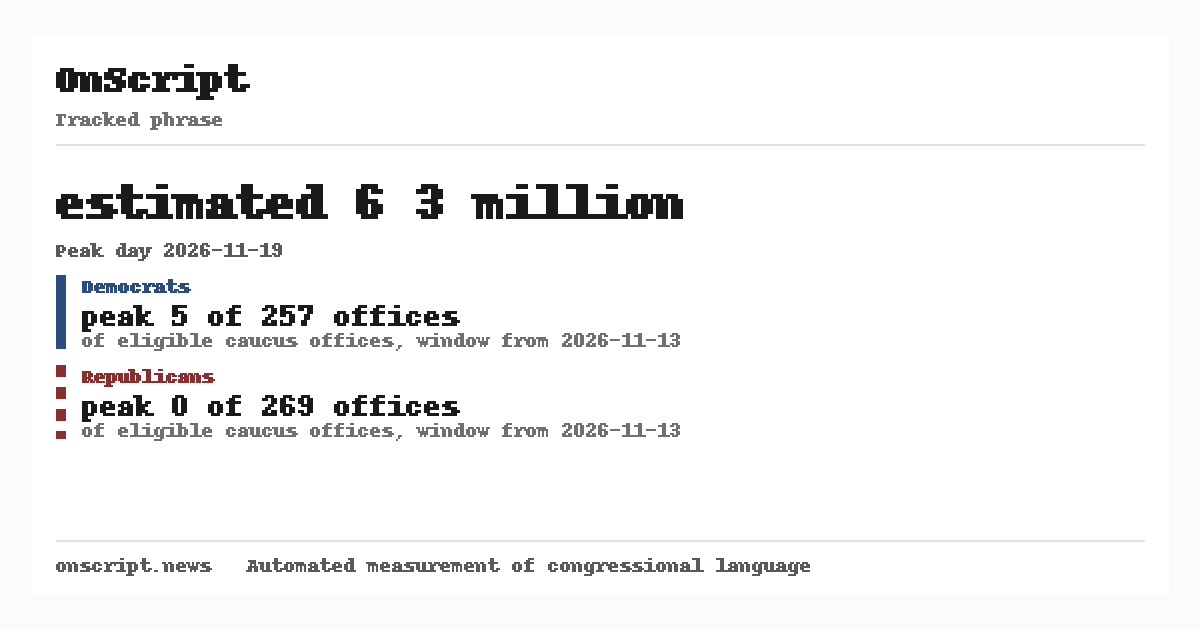 OnScript
Tracked phrase
estimated 6 3 million
Peak day 2026-11-19
Democrats
peak 5 of 257 offices
of eligible caucus offices, window from 2026-11-13
Republicans
peak 0 of 269 offices
of eligible caucus offices, window from 2026-11-13
onscript.news Automated measurement of congressional language